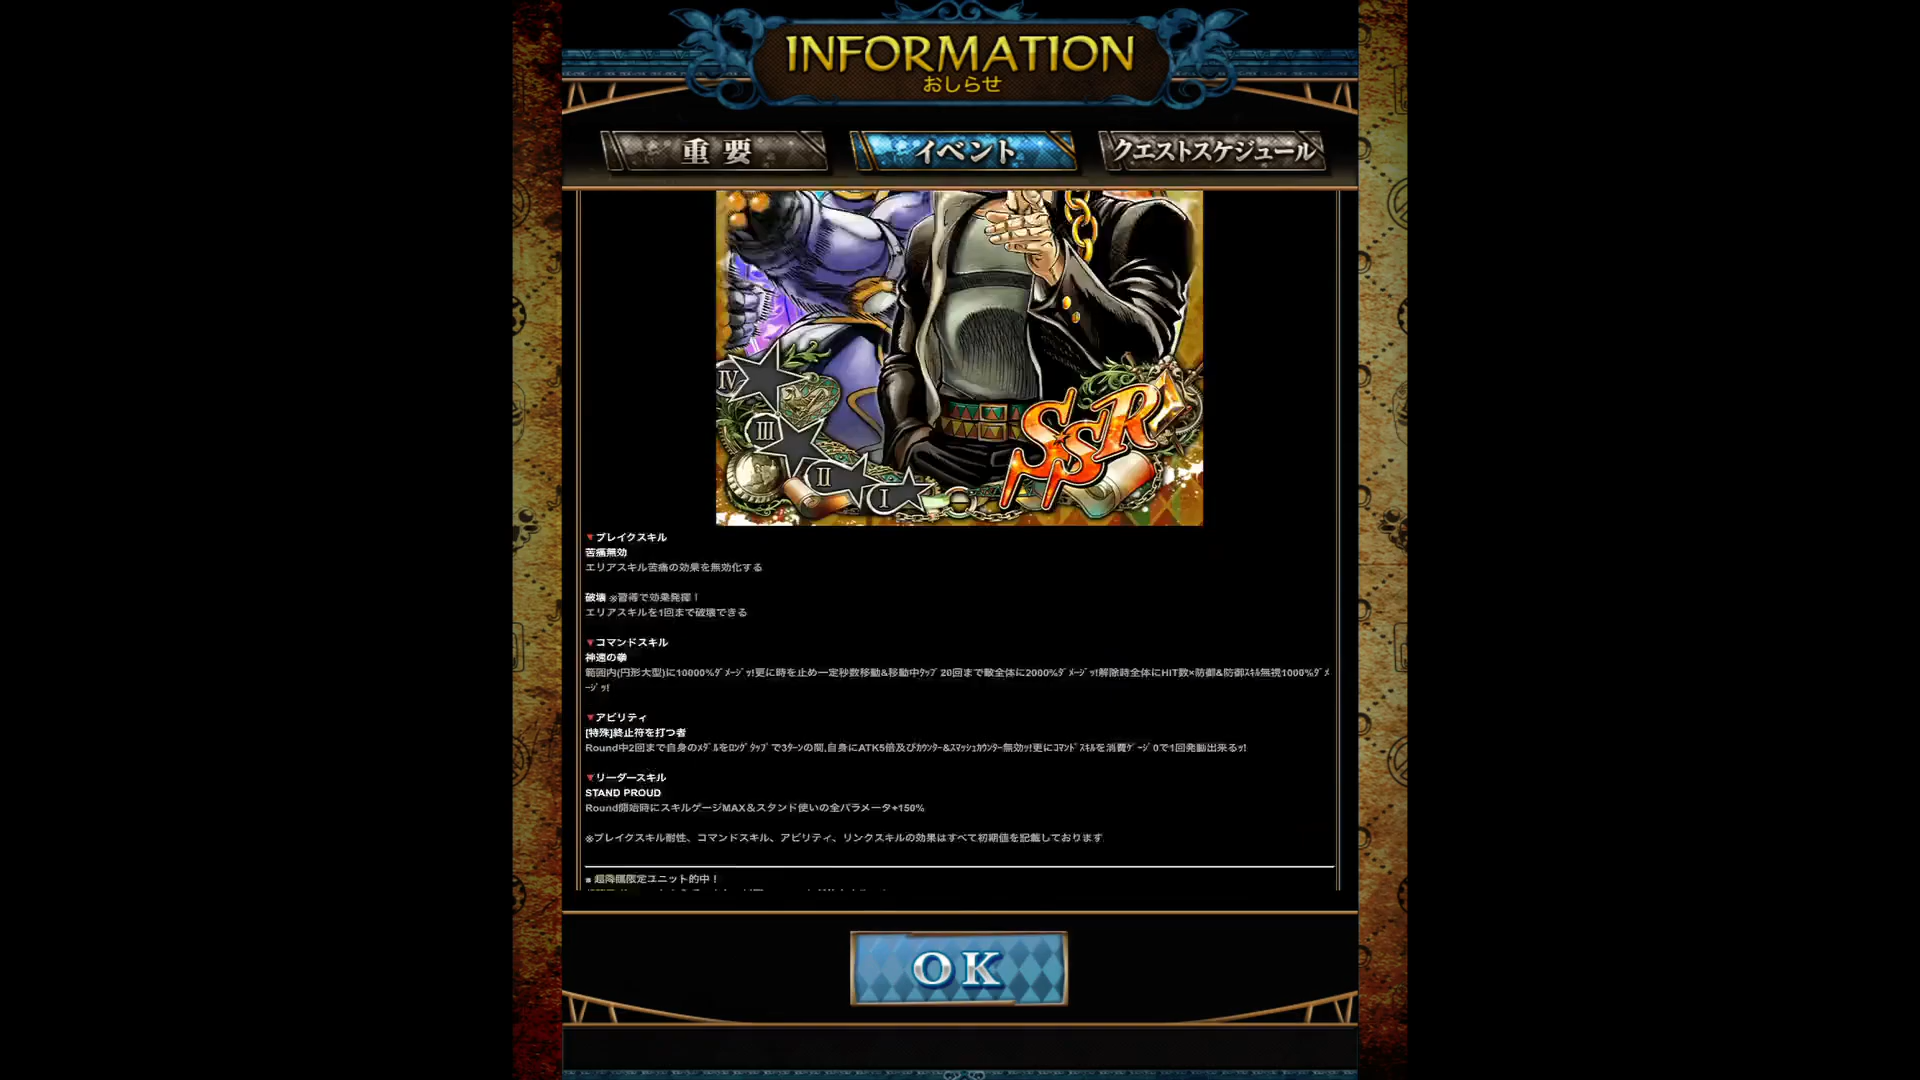 INFORMATION
おしらせ
重要
イベント
クエストスケジュール
IV
III
II
I
SSR
▼ブレイクスキル
苦痛無効
エリアスキル苦痛の効果を無効化する
破壊 ※習得で効果発揮！
エリアスキルを1回まで破壊できる
▼コマンドスキル
神速の拳
範囲内(円形大型)に10000%ﾀﾞﾒｰｼﾞｯ!更に時を止め一定秒数移動&移動中ﾀｯﾌﾟ20回まで敵全体に2000%ﾀﾞﾒｰｼﾞｯ!解除時全体にHIT数×防御&防御ｽｷﾙ無視1000%ﾀﾞﾒ
ｰｼﾞｯ!
▼アビリティ
[特殊]終止符を打つ者
Round中2回まで自身のﾒﾀﾞﾙをﾛﾝｸﾞﾀｯﾌﾟで3ﾀｰﾝの間,自身にATK5倍及びｶｳﾝﾀｰ&ｽﾏｯｼｭｶｳﾝﾀｰ無効ｯ!更にｺﾏﾝﾄﾞｽｷﾙを消費ｹﾞｰｼﾞ0で1回発動出来るｯ!
▼リーダースキル
STAND PROUD
Round開始時にスキルゲージMAX＆スタンド使いの全パラメータ+150%
※ブレイクスキル耐性、コマンドスキル、アビリティ、リンクスキルの効果はすべて初期値を記載しております
■ 超降臨限定ユニット的中！
OK